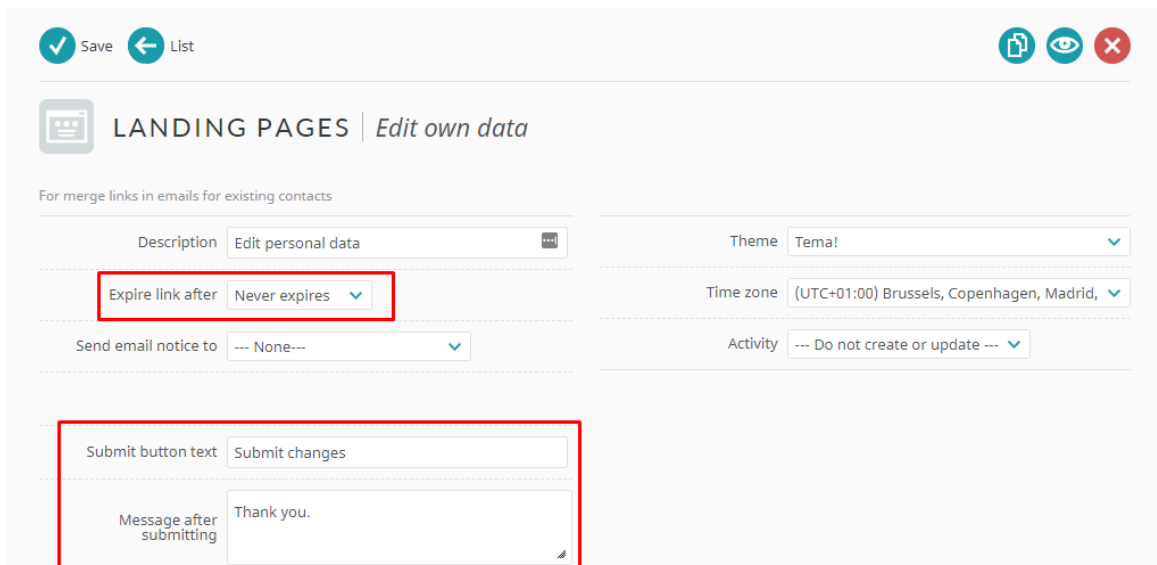 Save List
LANDING PAGES Edit own data
For merge links in emails for existing contacts
Description Edit personal data
Theme Tema!
Expire link after Never expires
Time zone (UTC+01:00) Brussels, Copenhagen, Madrid,
Send email notice to --- None---
Activity --- Do not create or update ---
Submit button text Submit changes
Message after
submitting
Thank you.